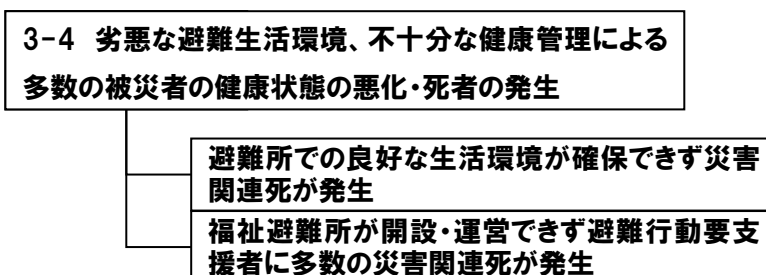 3-4 劣悪な避難生活環境、不十分な健康管理による
多数の被災者の健康状態の悪化・死者の発生
避難所での良好な生活環境が確保できず災害
関連死が発生
福祉避難所が開設・運営できず避難行動要支
援者に多数の災害関連死が発生